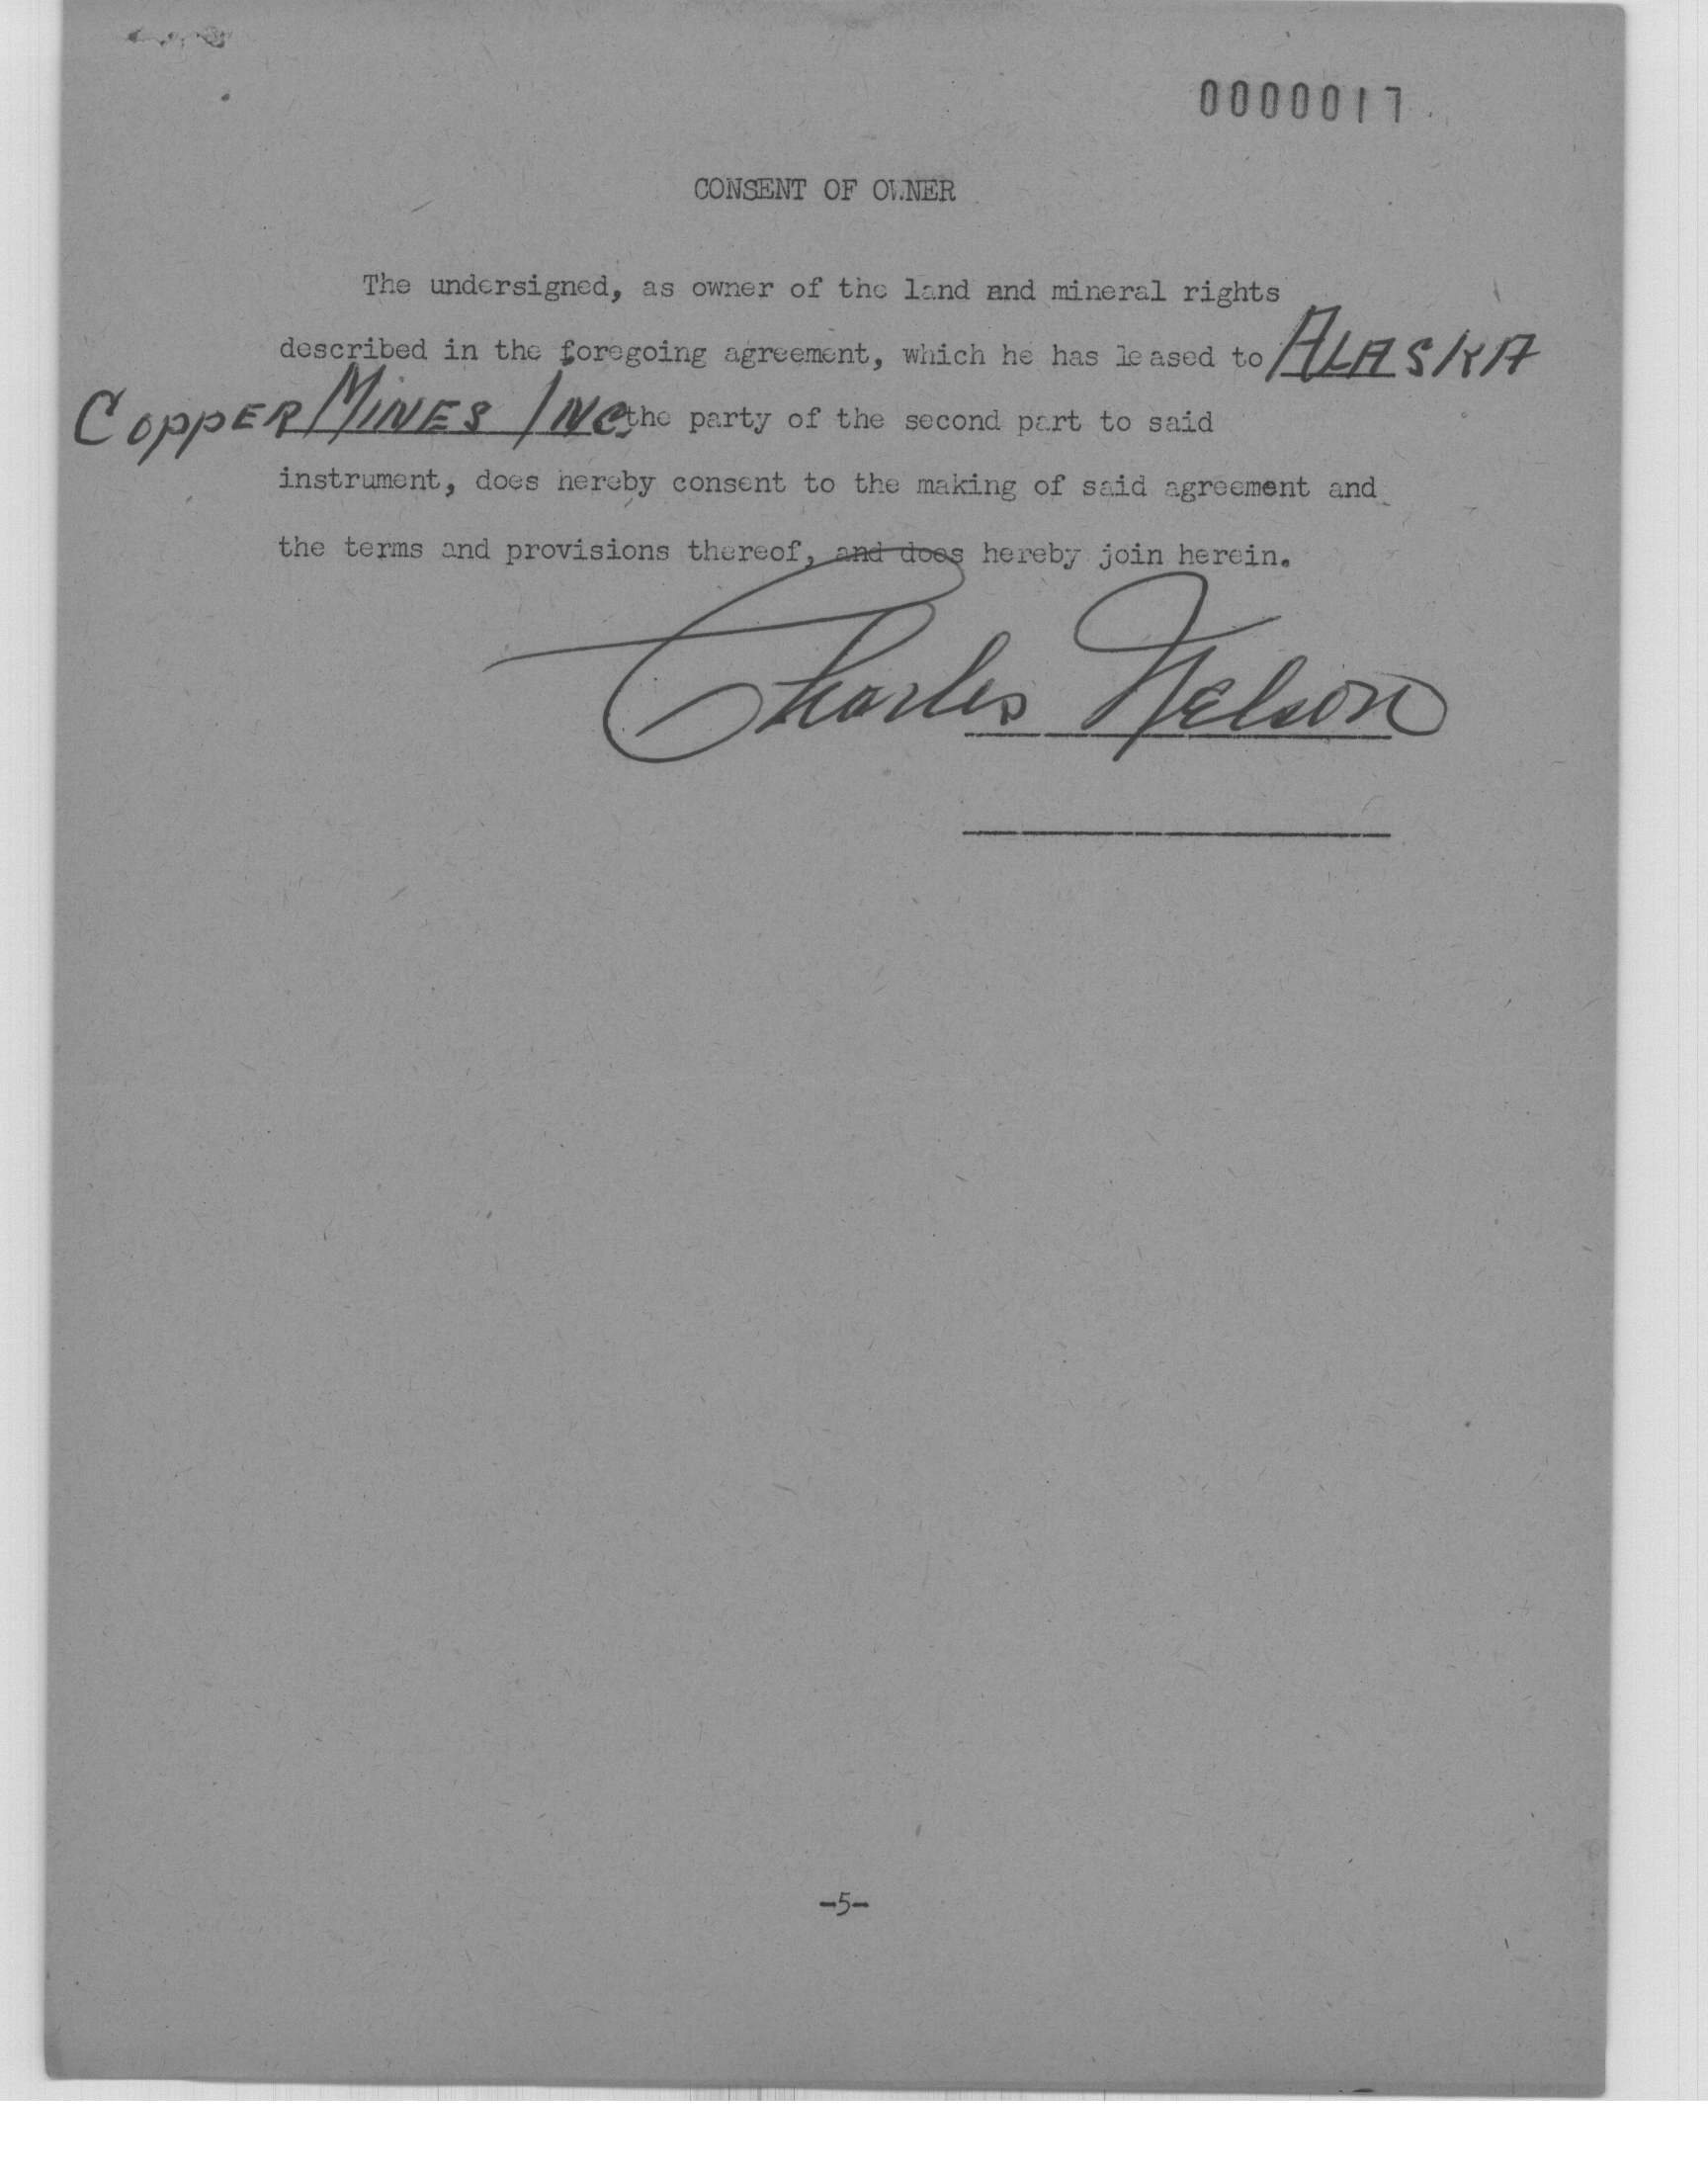 0000017
CONSENT OF OWNER
The undersigned, as owner of the land and mineral rights
described in the foregoing agreement, which he has leased to ALASKA
COPPER MINES INC. the party of the second part to said
instrument, does hereby consent to the making of said agreement and
the terms and provisions thereof, and does hereby join herein.
Charles Nelson
-5-